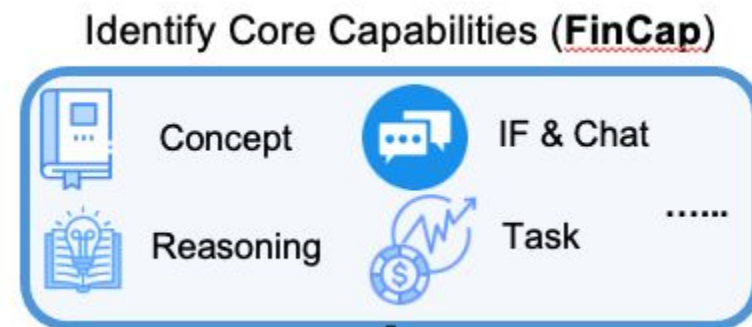 Identify Core Capabilities (FinCap)
Concept
IF & Chat
Reasoning
Task
......